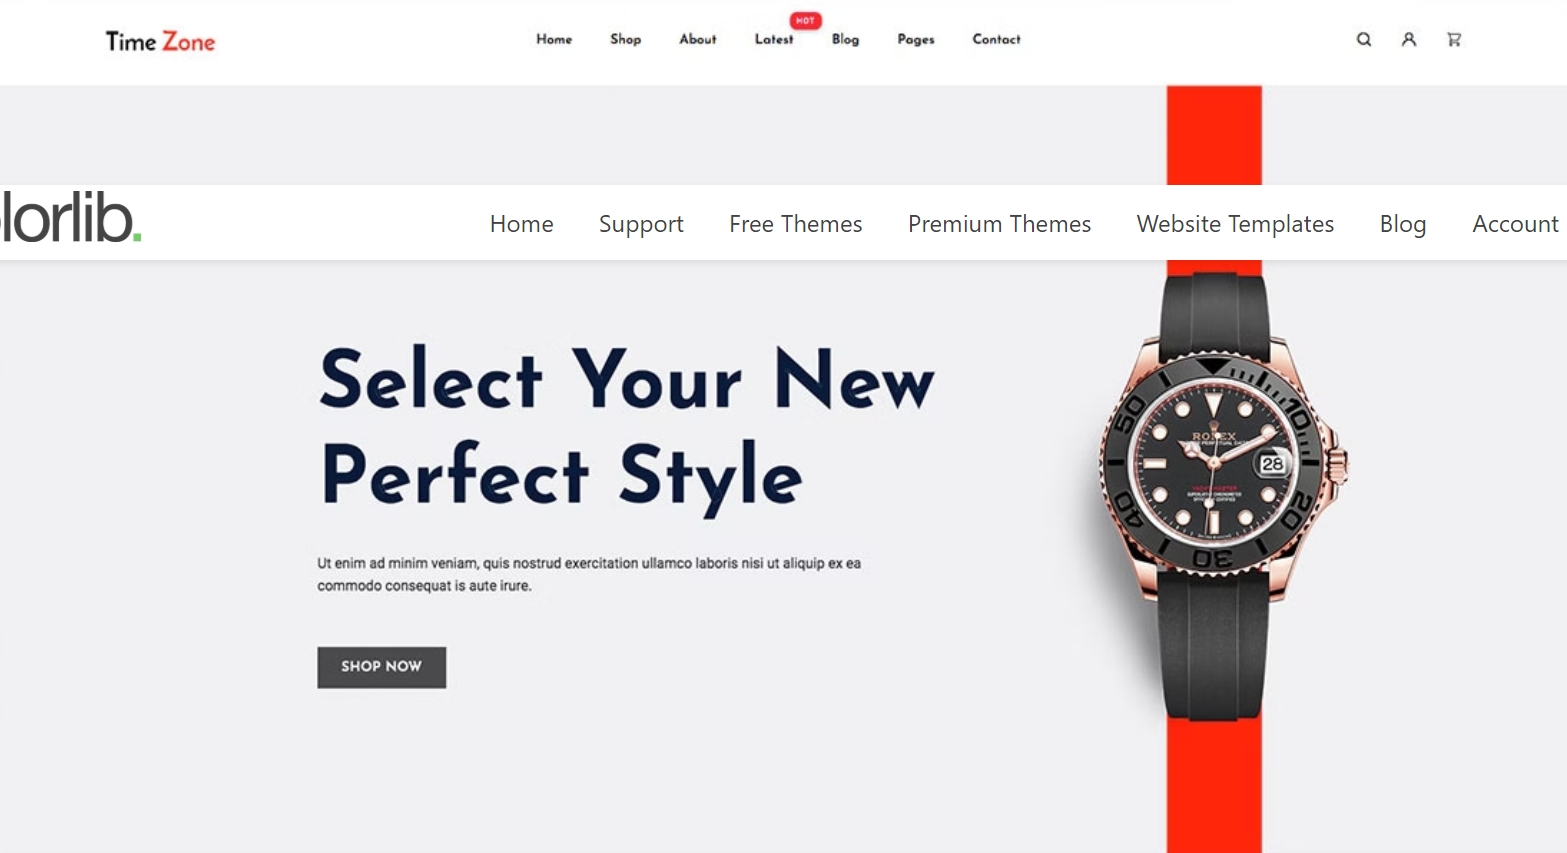 Time Zone
HOT
Home Shop About Latest Blog Pages Contact
lorlib.
Home Support Free Themes Premium Themes Website Templates Blog Account
Select Your New
Perfect Style
Ut enim ad minim veniam, quis nostrud exercitation ullamco laboris nisi ut aliquip ex ea
commodo consequat is aute irure.
SHOP NOW
ROLEX
50 10
28
40 20
30